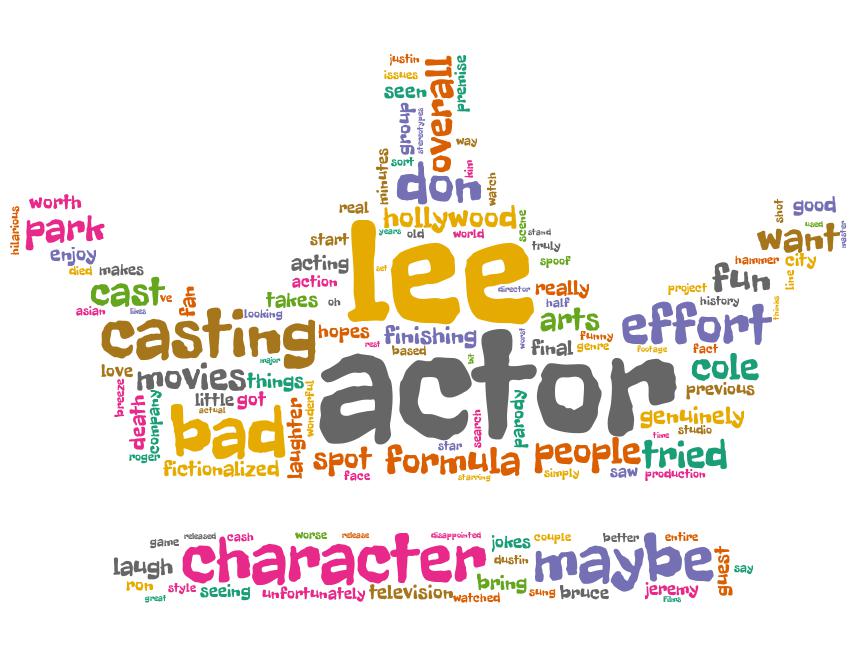 justin
issues
seen
overall
premise
group
stereotypes
way
sort
minutes
don
kim
watch
real
hollywood
scene
years
old
world
stand
start
lee
truly
acting
set
spoof
action
director
really
takes
oh
half
arts
hilarious
worth
park
enjoy
died
makes
cast
ve
fan
asian
likes
looking
casting
hopes
finishing
worst
funny
rest
based
bit
final
genre
major
shot
good
used
master
want
hammer
city
line
fun
project
history
thinks
effort
footage
fact
love
movies
things
actor
cole
previous
breeze
death
company
little
got
actual
wonderful
laughter
bad
roger
fictionalized
search
parody
genuinely
studio
time
star
spot
formula
people
tried
face
starring
simply
saw
production
game
released
cash
worse
release
disappointed
jokes
couple
better
entire
laugh
character
dustin
maybe
guest
say
ron
style
seeing
unfortunately
television
watched
bring
sung
bruce
jeremy
films
great